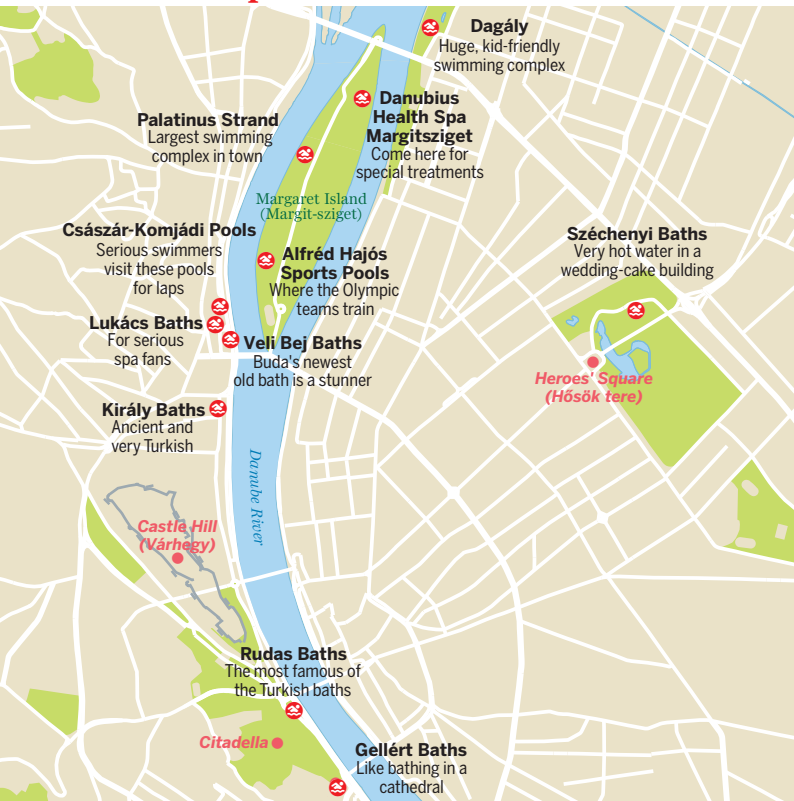 Dagály
Huge, kid-friendly
swimming complex
Danubius
Health Spa
Margitsziget
Come here for
special treatments
Palatinus Strand
Largest swimming
complex in town
Margaret Island
(Margit-sziget)
Császár-Komjádi Pools
Serious swimmers
visit these pools
for laps
Alfréd Hajós
Sports Pools
Where the Olympic
teams train
Széchenyi Baths
Very hot water in a
wedding-cake building
Lukács Baths
For serious
spa fans
Veli Bej Baths
Buda's newest
old bath is a stunner
Heroes' Square
(Hősök tere)
Király Baths
Ancient and
very Turkish
Danube River
Castle Hill
(Várhegy)
Rudas Baths
The most famous of
the Turkish baths
Citadella
Gellért Baths
Like bathing in a
cathedral